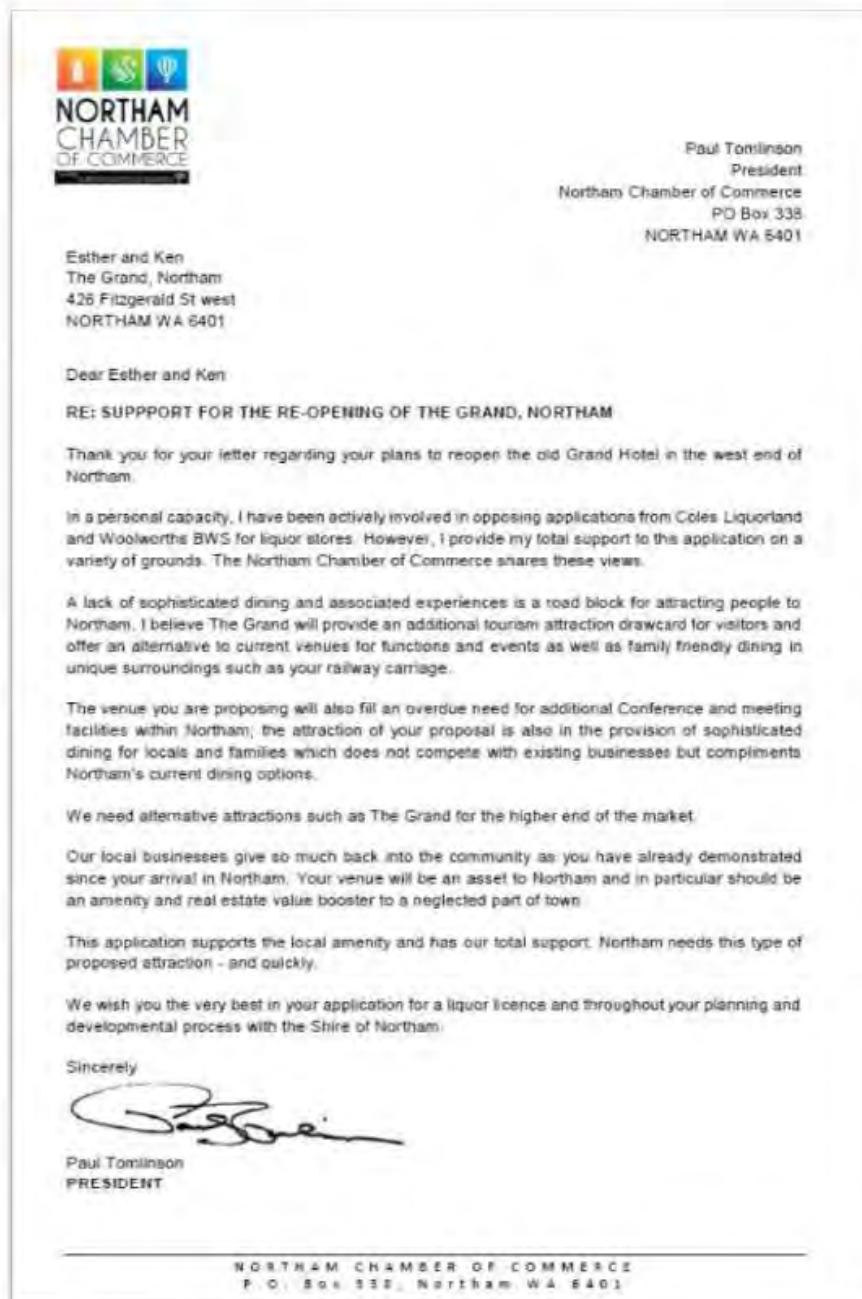 NORTHAM
CHAMBER
OF COMMERCE
Paul Tomlinson
President
Northam Chamber of Commerce
PO Box 338
NORTHAM WA 6401
Esther and Ken
The Grand, Northam
426 Fitzgerald St west
NORTHAM WA 6401
Dear Esther and Ken
RE: SUPPPORT FOR THE RE-OPENING OF THE GRAND, NORTHAM
Thank you for your letter regarding your plans to reopen the old Grand Hotel in the west end of
Northam.
In a personal capacity, I have been actively involved in opposing applications from Coles Liquorland
and Woolworths BWS for liquor stores. However, I provide my total support to this application on a
variety of grounds. The Northam Chamber of Commerce shares these views.
A lack of sophisticated dining and associated experiences is a road block for attracting people to
Northam. I believe The Grand will provide an additional tourism attraction drawcard for visitors and
offer an alternative to current venues for functions and events as well as family friendly dining in
unique surroundings such as your railway carriage.
The venue you are proposing will also fill an overdue need for additional Conference and meeting
facilities within Northam; the attraction of your proposal is also in the provision of sophisticated
dining for locals and families which does not compete with existing businesses but compliments
Northam's current dining options.
We need alternative attractions such as The Grand for the higher end of the market.
Our local businesses give so much back into the community as you have already demonstrated
since your arrival in Northam. Your venue will be an asset to Northam and in particular should be
an amenity and real estate value booster to a neglected part of town.
This application supports the local amenity and has our total support. Northam needs this type of
proposed attraction - and quickly.
We wish you the very best in your application for a liquor licence and throughout your planning and
developmental process with the Shire of Northam.
Sincerely
Paul Tomlinson
PRESIDENT
NORTHAM CHAMBER OF COMMERCE
P.O. Box 338, Northam WA 6401